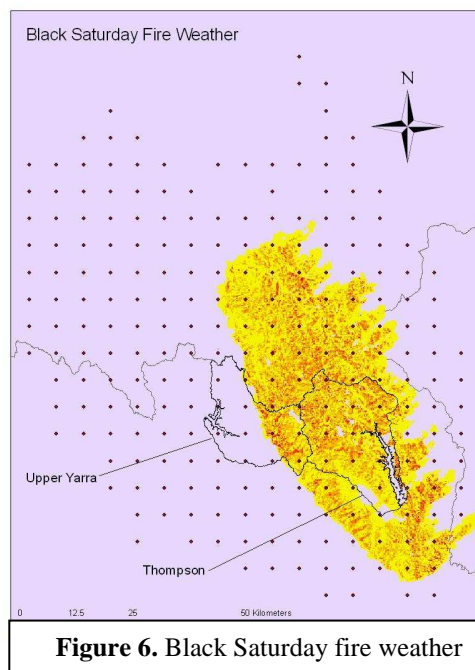 Black Saturday Fire Weather
N
Upper Yarra
Thompson
0 12.5 25 50 Kilometers
Figure 6. Black Saturday fire weather